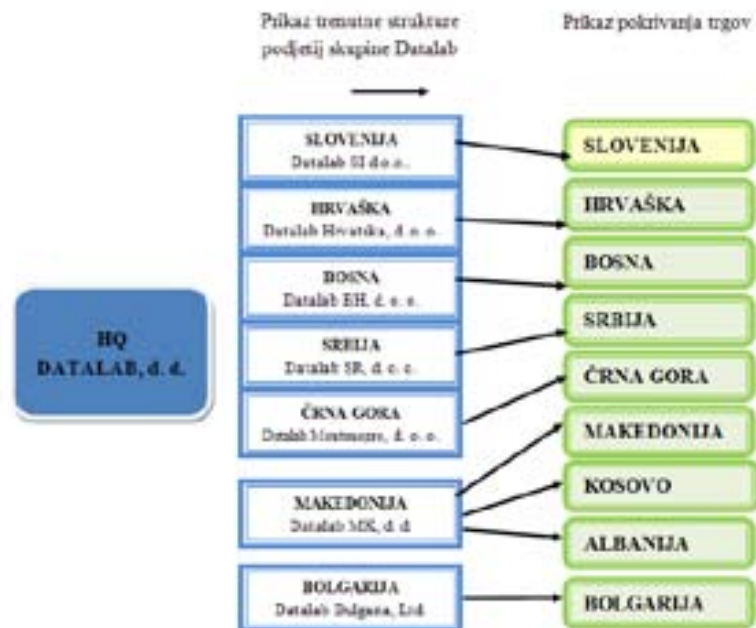 Prikaz trenutne strukture
podjetij skupine Datalab
Prikaz pokrivanja trgov
HQ
DATALAB, d. d.
SLOVENIJA
Datalab SI d.o.o.
HRVAŠKA
Datalab Hrvatska, d. o. o.
BOSNA
Datalab BH, d. o. o.
SRBIJA
Datalab SR, d. o. o.
ČRNA GORA
Datalab Montenegro, d. o. o.
MAKEDONIJA
Datalab MK, d. d
BOLGARIJA
Datalab Bulgaria, Ltd
SLOVENIJA
HRVAŠKA
BOSNA
SRBIJA
ČRNA GORA
MAKEDONIJA
KOSOVO
ALBANIJA
BOLGARIJA